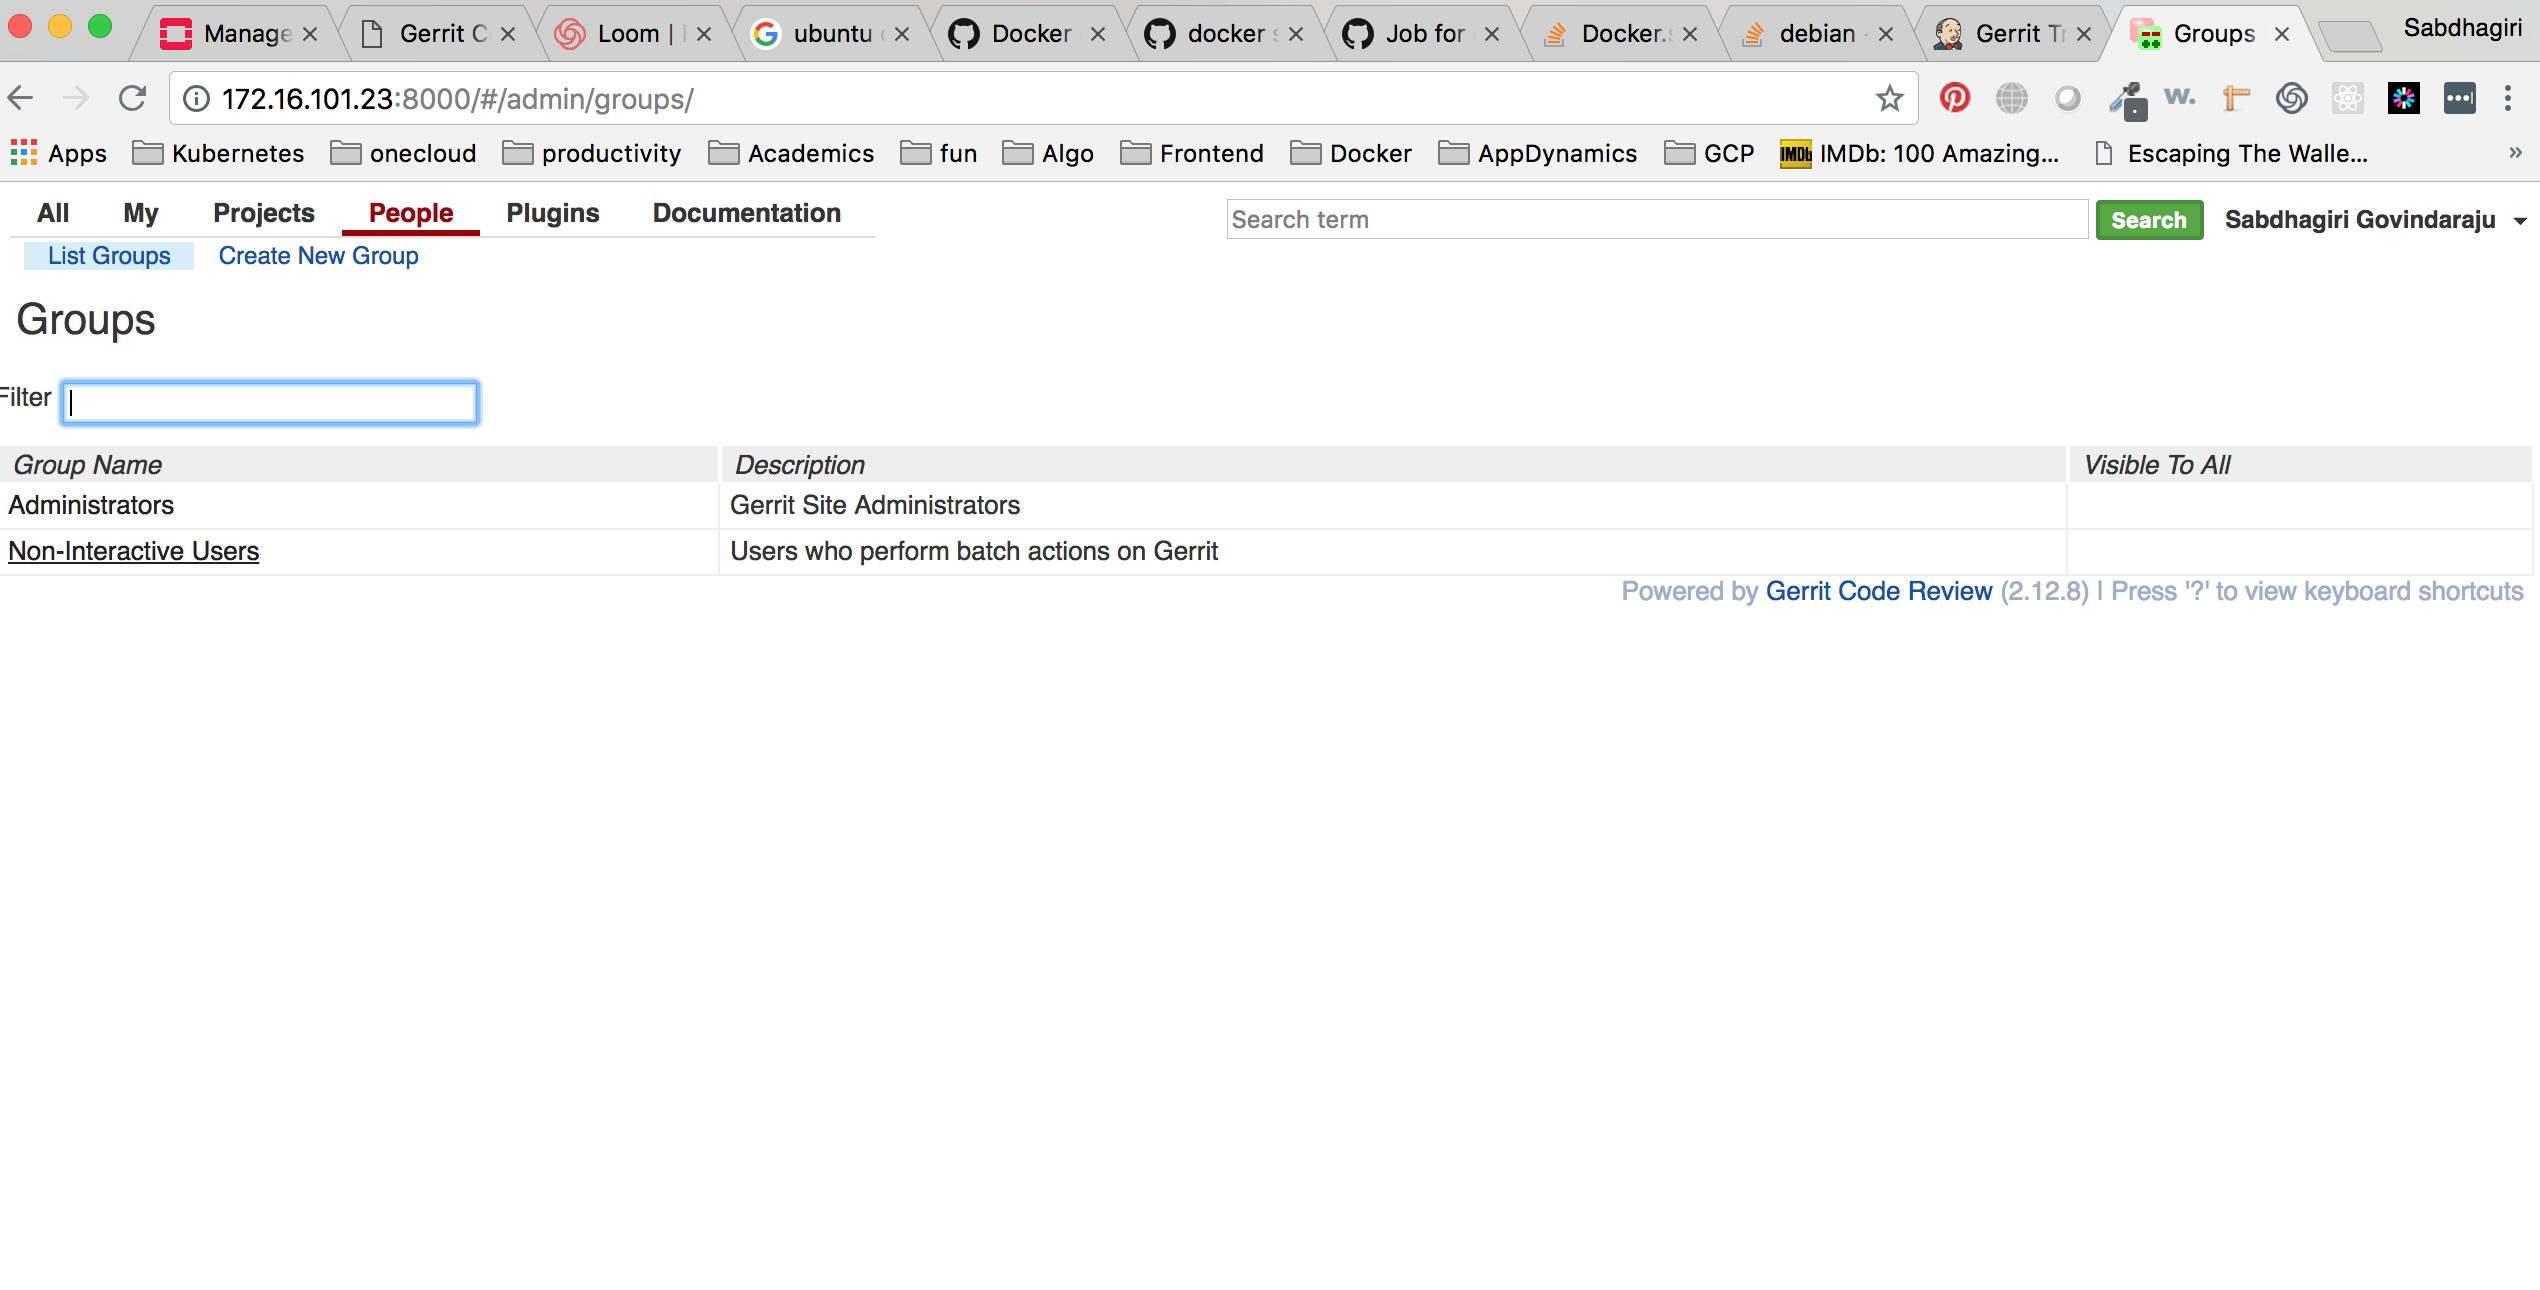 Manage Gerrit C Loom | ubuntu Docker docker s Job for Docker.s debian - Gerrit Tr Groups Sabdhagiri
172.16.101.23:8000/#/admin/groups/ w.
Apps Kubernetes onecloud productivity Academics fun Algo Frontend Docker AppDynamics GCP IMDb IMDb: 100 Amazing... Escaping The Walle... »
All My Projects People Plugins Documentation Search term Search Sabdhagiri Govindaraju
List Groups Create New Group
Groups
Filter
Group Name Description Visible To All
Administrators Gerrit Site Administrators
Non-Interactive Users Users who perform batch actions on Gerrit
Powered by Gerrit Code Review (2.12.8) | Press '?' to view keyboard shortcuts